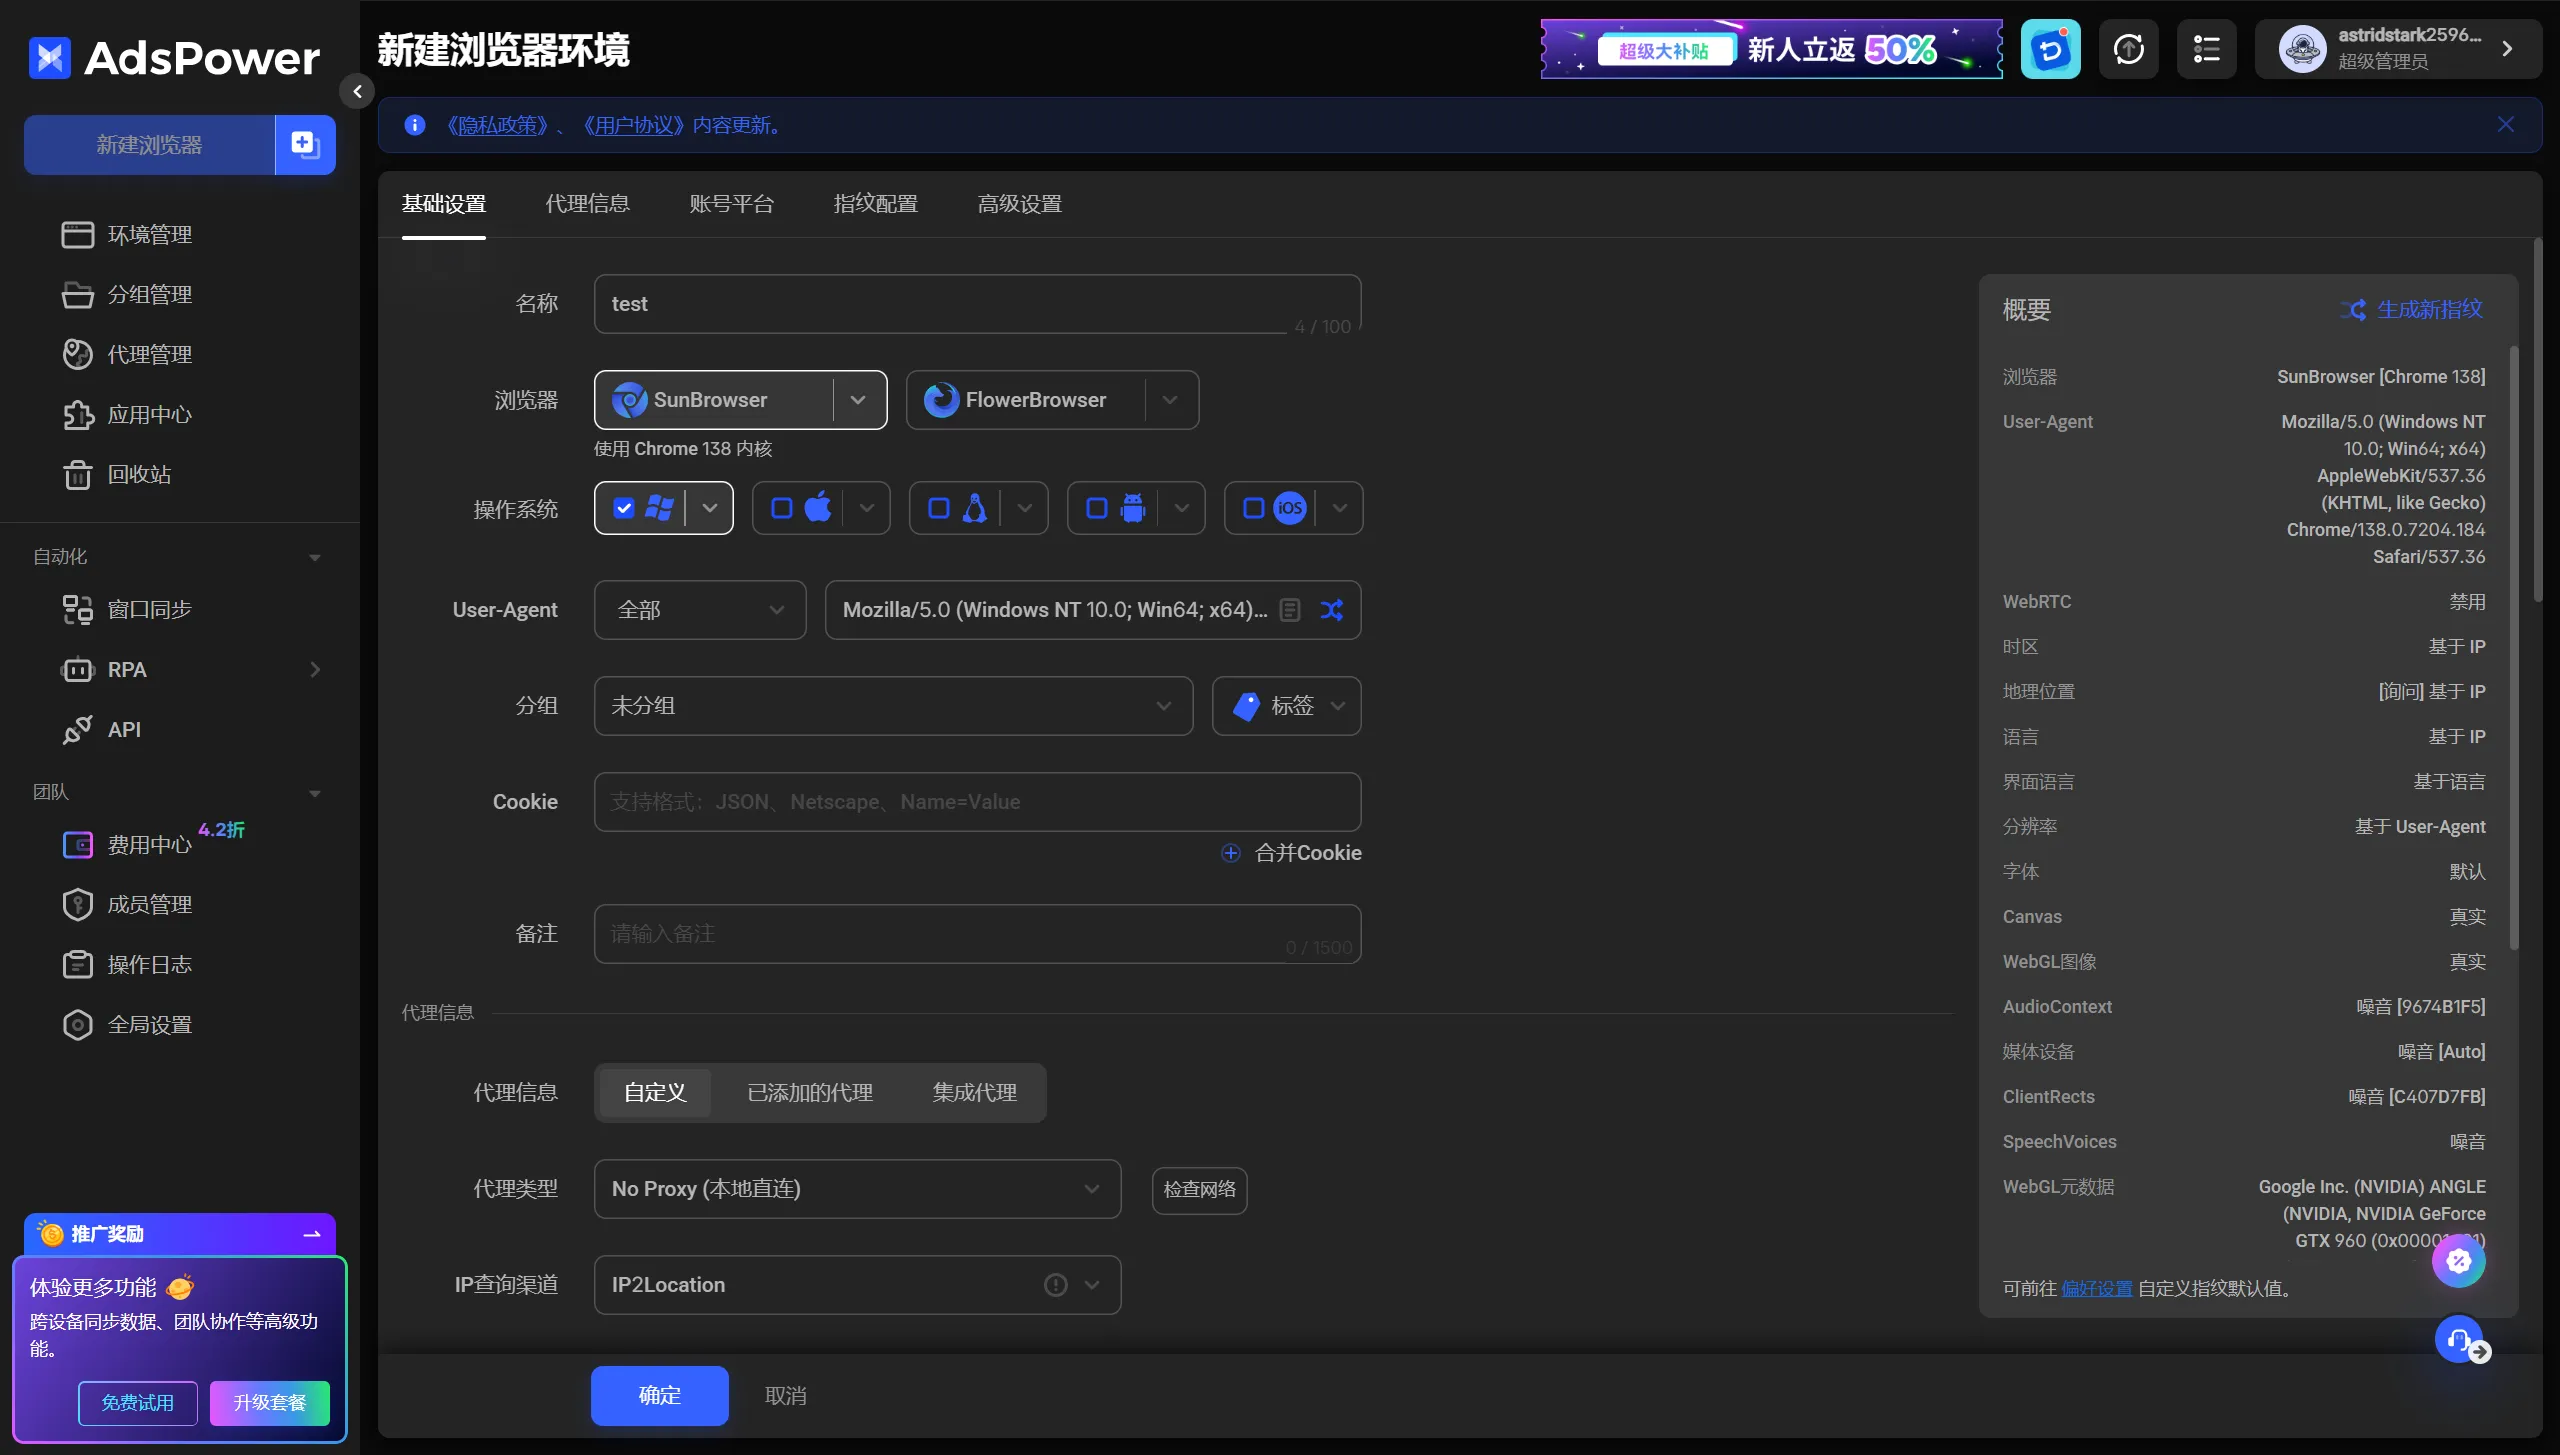 AdsPower
新建浏览器
环境管理
分组管理
代理管理
应用中心
回收站
自动化
窗口同步
RPA
API
团队
费用中心
4.2折
成员管理
操作日志
全局设置
推广奖励
体验更多功能
跨设备同步数据、团队协作等高级功
能。
免费试用
升级套餐
新建浏览器环境
超级大补贴
新人立返 50%
astridstark2596...
超级管理员
《隐私政策》、《用户协议》内容更新。
基础设置
代理信息
账号平台
指纹配置
高级设置
名称
test
4 / 100
浏览器
SunBrowser
FlowerBrowser
使用 Chrome 138 内核
操作系统
iOS
User-Agent
全部
Mozilla/5.0 (Windows NT 10.0; Win64; x64)...
分组
未分组
标签
Cookie
支持格式：JSON、Netscape、Name=Value
合并Cookie
备注
请输入备注
0 / 1500
代理信息
代理信息
自定义
已添加的代理
集成代理
代理类型
No Proxy (本地直连)
检查网络
IP查询渠道
IP2Location
确定
取消
概要
生成新指纹
浏览器
SunBrowser [Chrome 138]
User-Agent
Mozilla/5.0 (Windows NT
10.0; Win64; x64)
AppleWebKit/537.36
(KHTML, like Gecko)
Chrome/138.0.7204.184
Safari/537.36
WebRTC
禁用
时区
基于 IP
地理位置
[询问] 基于 IP
语言
基于 IP
界面语言
基于语言
分辨率
基于 User-Agent
字体
默认
Canvas
真实
WebGL图像
真实
AudioContext
噪音 [9674B1F5]
媒体设备
噪音 [Auto]
ClientRects
噪音 [C407D7FB]
SpeechVoices
噪音
WebGL元数据
Google Inc. (NVIDIA) ANGLE
(NVIDIA, NVIDIA GeForce
GTX 960
可前往 偏好设置 自定义指纹默认值。